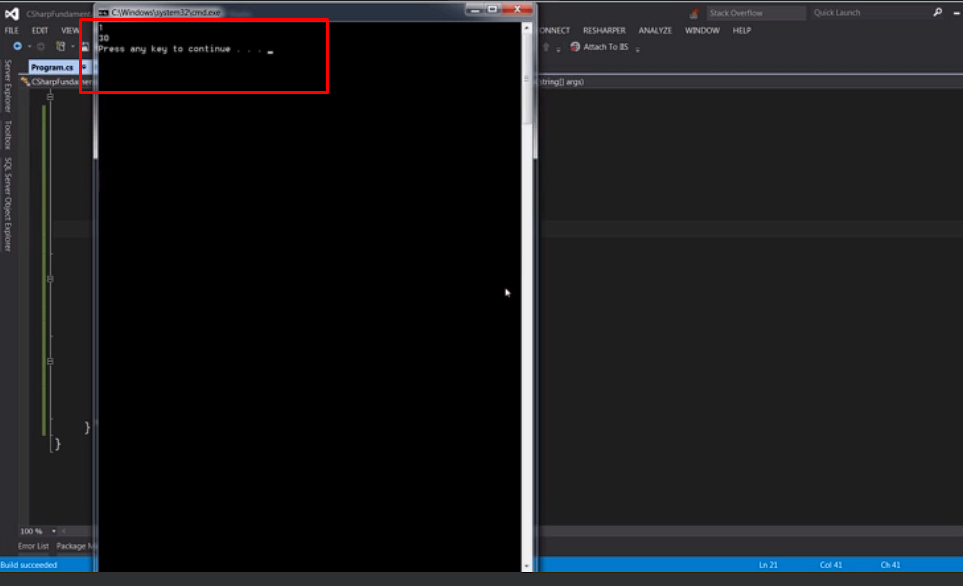 CSharpFundament
C:\Windows\system32\cmd.exe
Stack Overflow
Quick Launch
FILE EDIT VIEW
ONNECT RESHARPER ANALYZE WINDOW HELP
Attach To IIS
1
30
Press any key to continue . . . _
Program.cs
CSharpFundamen
string[] args)
Server Explorer
Toolbox
SQL Server Object Explorer
}
}
100 %
Error List Package M
Build succeeded
Ln 21 Col 41 Ch 41